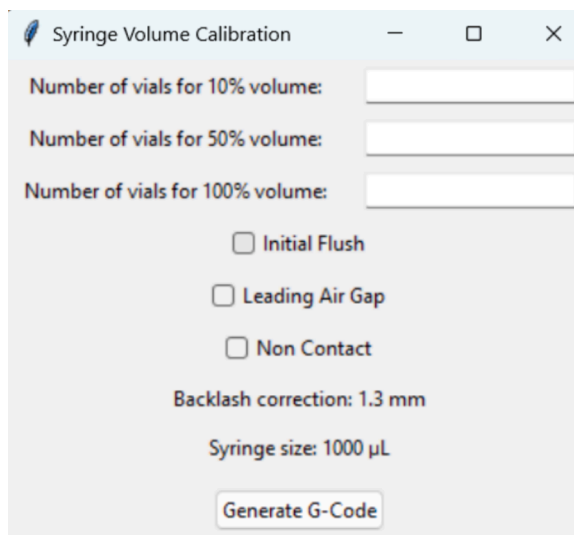 Syringe Volume Calibration
Number of vials for 10% volume:
Number of vials for 50% volume:
Number of vials for 100% volume:
Initial Flush
Leading Air Gap
Non Contact
Backlash correction: 1.3 mm
Syringe size: 1000 µL
Generate G-Code